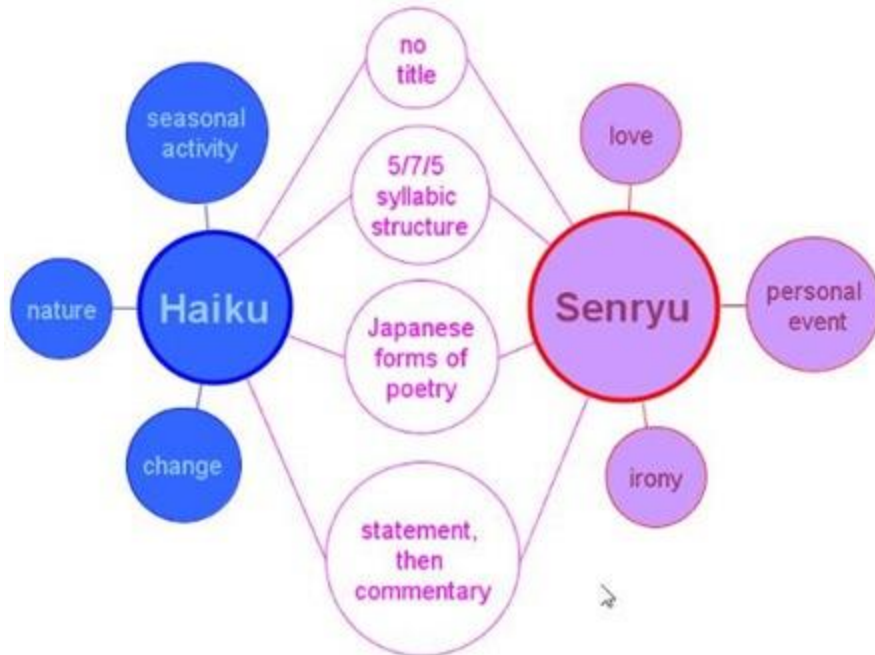 no
title
seasonal
activity
love
5/7/5
syllabic
structure
nature
Haiku
Senryu
personal
event
Japanese
forms of
poetry
change
irony
statement,
then
commentary